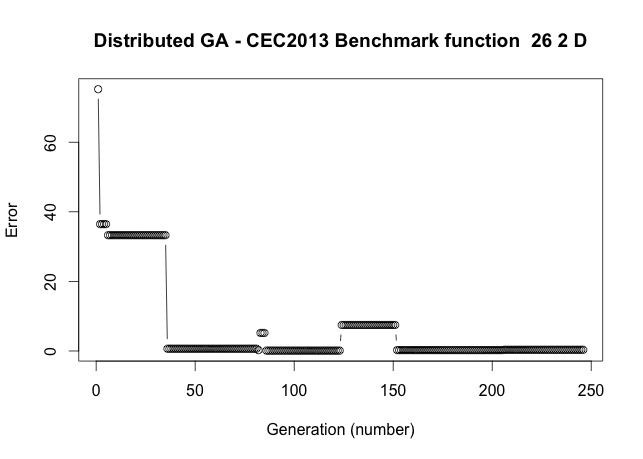 Distributed GA - CEC2013 Benchmark function  26 2 D
Error
60
40
20
0
0 50 100 150 200 250
Generation (number)